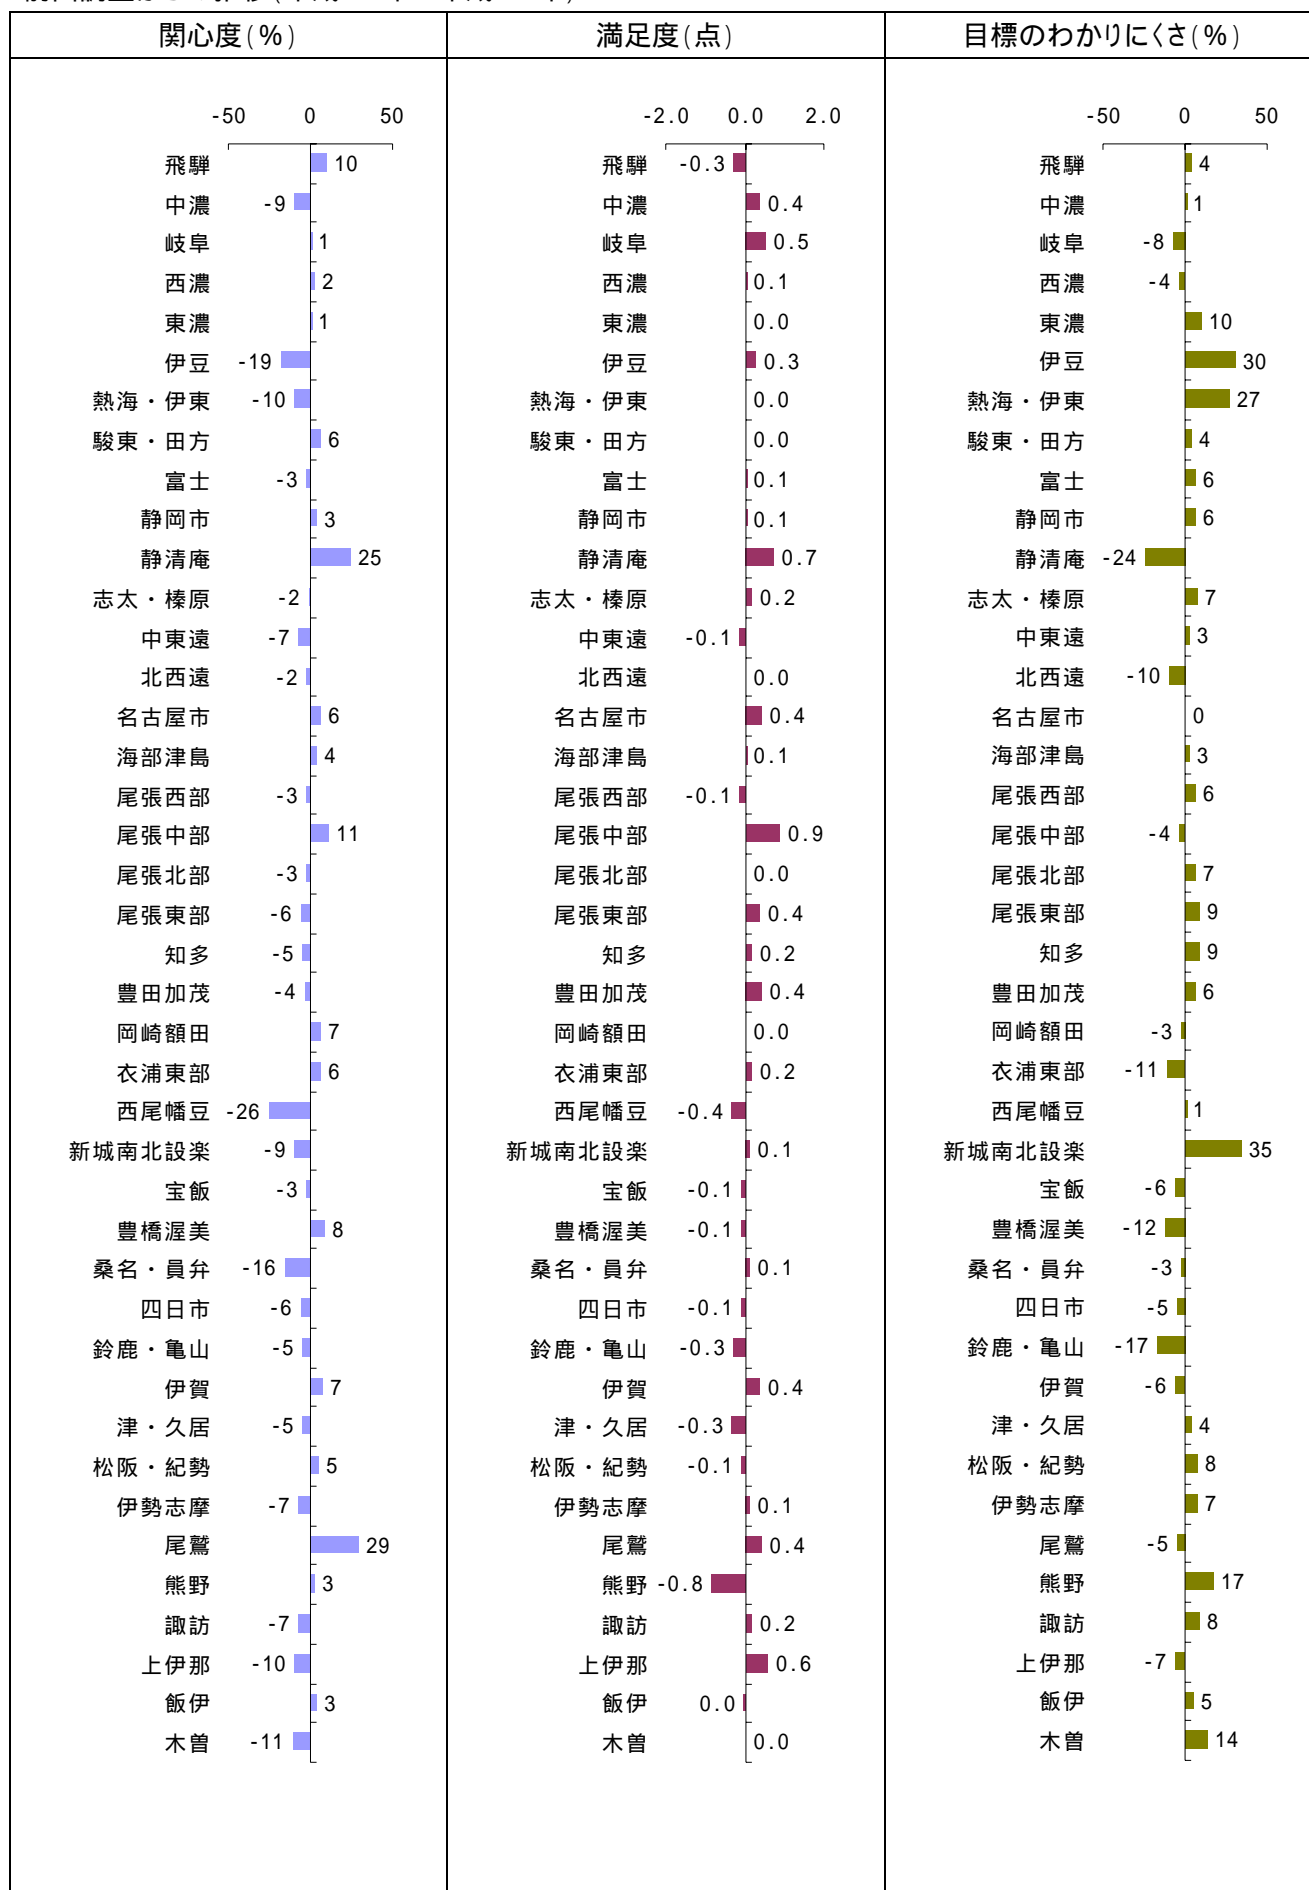 関心度(%) 満足度(点) 目標のわかりにくさ(%)
-50 0 50 -2.0 0.0 2.0 -50 0 50
飛騨 10 飛騨 -0.3 飛騨 4
中濃 -9 中濃 0.4 中濃 1
岐阜 1 岐阜 0.5 岐阜 -8
西濃 2 西濃 0.1 西濃 -4
東濃 1 東濃 0.0 東濃 10
伊豆 -19 伊豆 0.3 伊豆 30
熱海・伊東 -10 熱海・伊東 0.0 熱海・伊東 27
駿東・田方 6 駿東・田方 0.0 駿東・田方 4
富士 -3 富士 0.1 富士 6
静岡市 3 静岡市 0.1 静岡市 6
静清庵 25 静清庵 0.7 静清庵 -24
志太・榛原 -2 志太・榛原 0.2 志太・榛原 7
中東遠 -7 中東遠 -0.1 中東遠 3
北西遠 -2 北西遠 0.0 北西遠 -10
名古屋市 6 名古屋市 0.4 名古屋市 0
海部津島 4 海部津島 0.1 海部津島 3
尾張西部 -3 尾張西部 -0.1 尾張西部 6
尾張中部 11 尾張中部 0.9 尾張中部 -4
尾張北部 -3 尾張北部 0.0 尾張北部 7
尾張東部 -6 尾張東部 0.4 尾張東部 9
知多 -5 知多 0.2 知多 9
豊田加茂 -4 豊田加茂 0.4 豊田加茂 6
岡崎額田 7 岡崎額田 0.0 岡崎額田 -3
衣浦東部 6 衣浦東部 0.2 衣浦東部 -11
西尾幡豆 -26 西尾幡豆 -0.4 西尾幡豆 1
新城南北設楽 -9 新城南北設楽 0.1 新城南北設楽 35
宝飯 -3 宝飯 -0.1 宝飯 -6
豊橋渥美 8 豊橋渥美 -0.1 豊橋渥美 -12
桑名・員弁 -16 桑名・員弁 0.1 桑名・員弁 -3
四日市 -6 四日市 -0.1 四日市 -5
鈴鹿・亀山 -5 鈴鹿・亀山 -0.3 鈴鹿・亀山 -17
伊賀 7 伊賀 0.4 伊賀 -6
津・久居 -5 津・久居 -0.3 津・久居 4
松阪・紀勢 5 松阪・紀勢 -0.1 松阪・紀勢 8
伊勢志摩 -7 伊勢志摩 0.1 伊勢志摩 7
尾鷲 29 尾鷲 0.4 尾鷲 -5
熊野 3 熊野 -0.8 熊野 17
諏訪 -7 諏訪 0.2 諏訪 8
上伊那 -10 上伊那 0.6 上伊那 -7
飯伊 3 飯伊 0.0 飯伊 5
木曽 -11 木曽 0.0 木曽 14